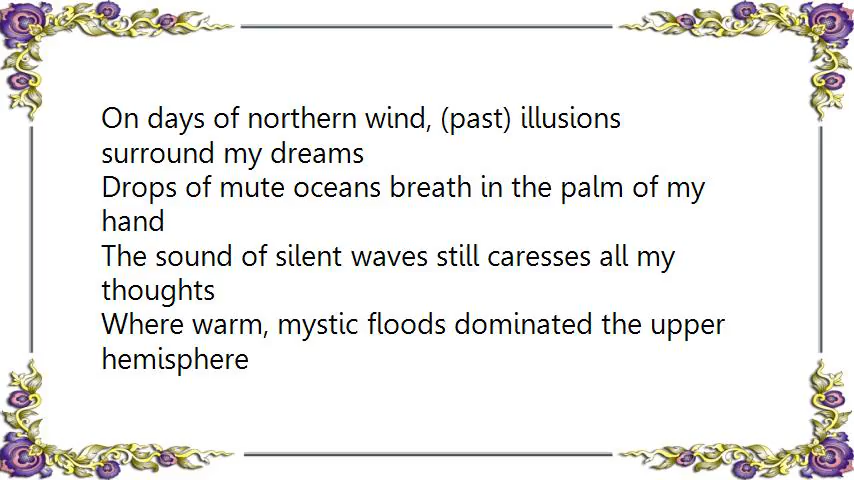 On days of northern wind, (past) illusions
surround my dreams
Drops of mute oceans breath in the palm of my
hand
The sound of silent waves still caresses all my
thoughts
Where warm, mystic floods dominated the upper
hemisphere